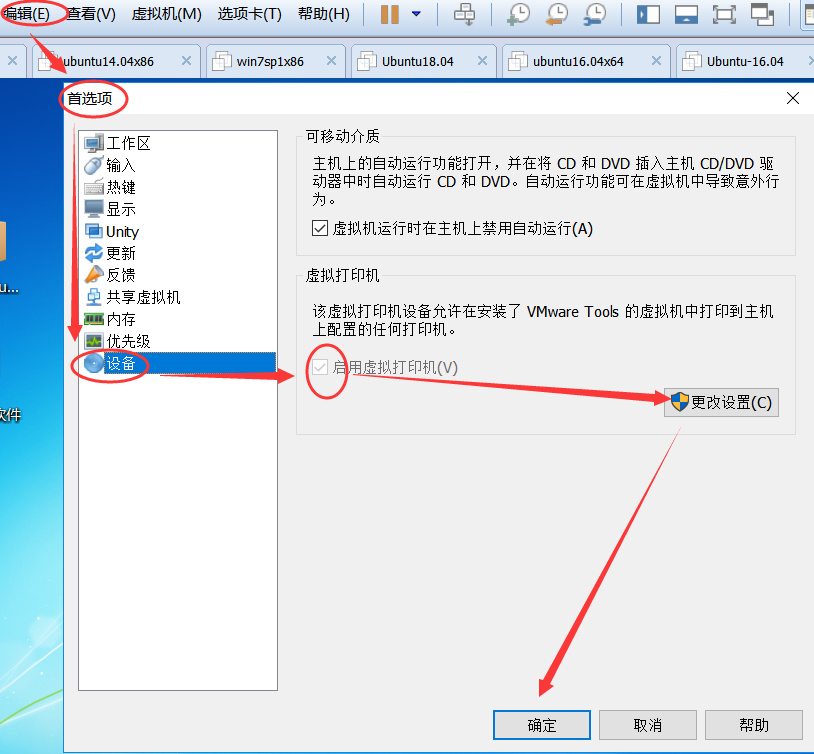 编辑(E) 查看(V) 虚拟机(M) 选项卡(T) 帮助(H)
ubuntu14.04x86 win7sp1x86 Ubuntu18.04 ubuntu16.04x64 Ubuntu-16.04
首选项
工作区
输入
热键
显示
Unity
更新
反馈
共享虚拟机
内存
优先级
设备
可移动介质
主机上的自动运行功能打开，并在将 CD 和 DVD 插入主机 CD/DVD 驱
动器中时自动运行 CD 和 DVD。自动运行功能可在虚拟机中导致意外行
为。
虚拟机运行时在主机上禁用自动运行(A)
虚拟打印机
该虚拟打印机设备允许在安装了 VMware Tools 的虚拟机中打印到主机
上配置的任何打印机。
启用虚拟打印机(V)
更改设置(C)
确定 取消 帮助
u...
软件